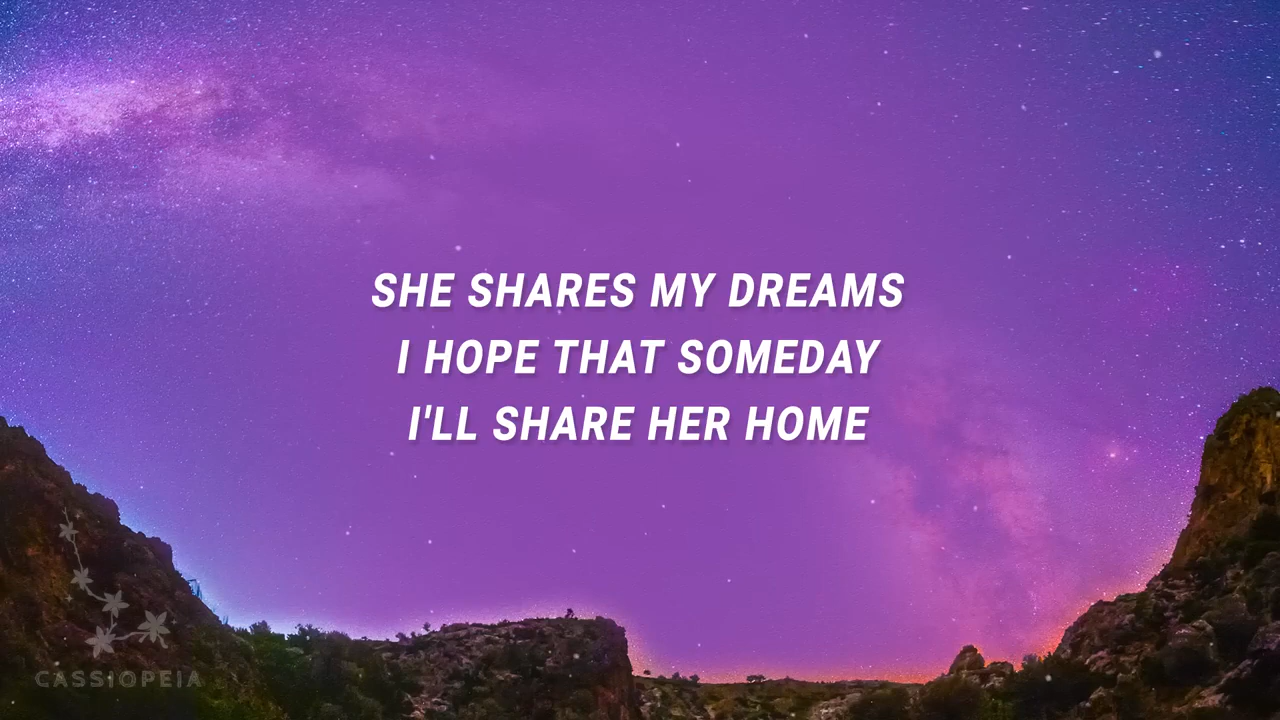 SHE SHARES MY DREAMS
I HOPE THAT SOMEDAY
I'LL SHARE HER HOME
CASSIOPEIA